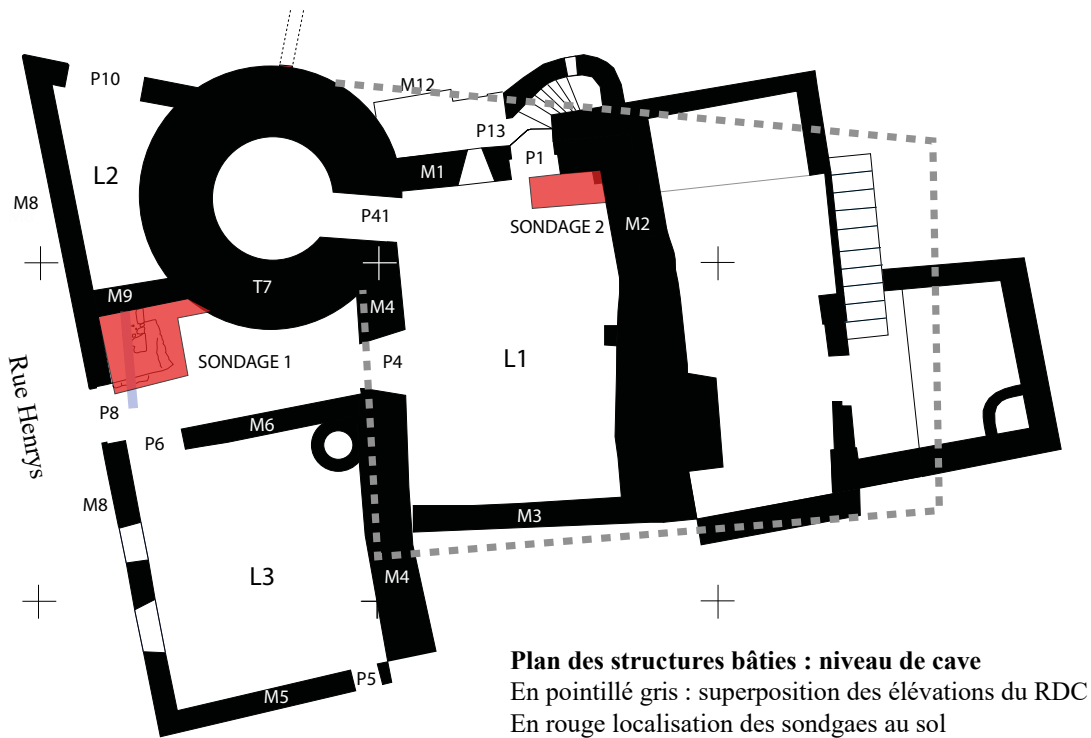 P10
M12
P13
P1
M1
L2
M8
P41
SONDAGE 2
M2
M9
T7
M4
SONDAGE 1
P4
L1
Rue Henrys
P8
P6
M6
M8
M3
L3
M4
P5
M5
Plan des structures bâties : niveau de cave
En pointillé gris : superposition des élévations du RDC
En rouge localisation des sondgaes au sol